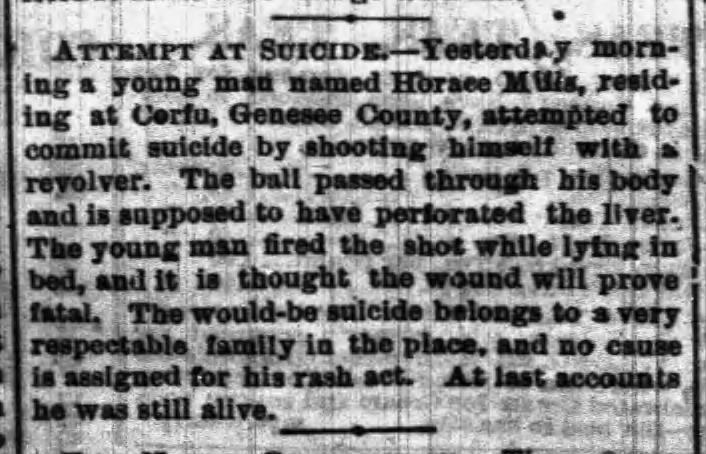 ATTEMPT AT SUICIDE.—Yesterday morn-
ing a young man named Horace Mills, resid-
ing at Corfu, Genesee County, attempted to
commit suicide by shooting himself with a
revolver. The ball passed through his body
and is supposed to have perforated the liver.
The young man fired the shot while lying in
bed, and it is thought the wound will prove
fatal. The would-be suicide belongs to a very
respectable family in the place, and no cause
is assigned for his rash act. At last accounts
he was still alive.